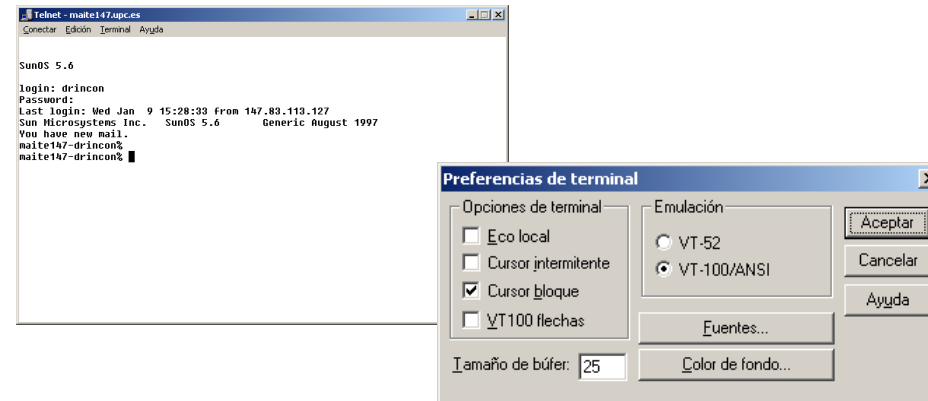 Telnet - maite147.upc.es
Conectar Edición Terminal Ayuda
SunOS 5.6
login: drincon
Password:
Last login: Wed Jan 9 15:28:33 from 147.83.113.127
Sun Microsystems Inc. SunOS 5.6 Generic August 1997
You have new mail.
maite147-drincon%
maite147-drincon%
Preferencias de terminal
Opciones de terminal
Eco local
Cursor intermitente
Cursor bloque
VT100 flechas
Tamaño de búfer: 25
Emulación
VT-52
VT-100/ANSI
Fuentes...
Color de fondo...
Aceptar
Cancelar
Ayuda